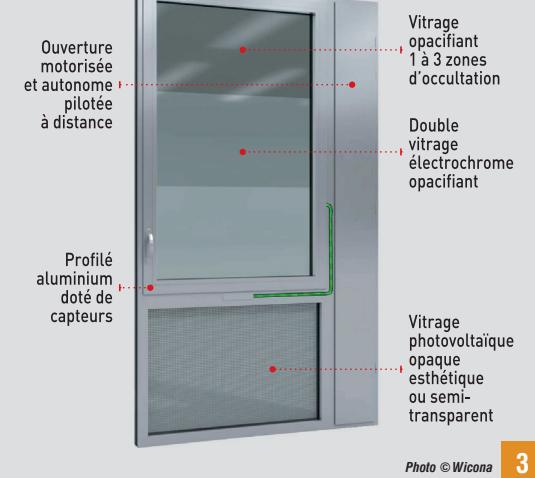 Ouverture
motorisée
et autonome
pilotée
à distance
Profilé
aluminium
doté de
capteurs
Vitrage
opacifiant
1 à 3 zones
d'occultation
Double
vitrage
électrochrome
opacifiant
Vitrage
photovoltaïque
opaque
esthétique
ou semi-
transparent
Photo © Wicona 3